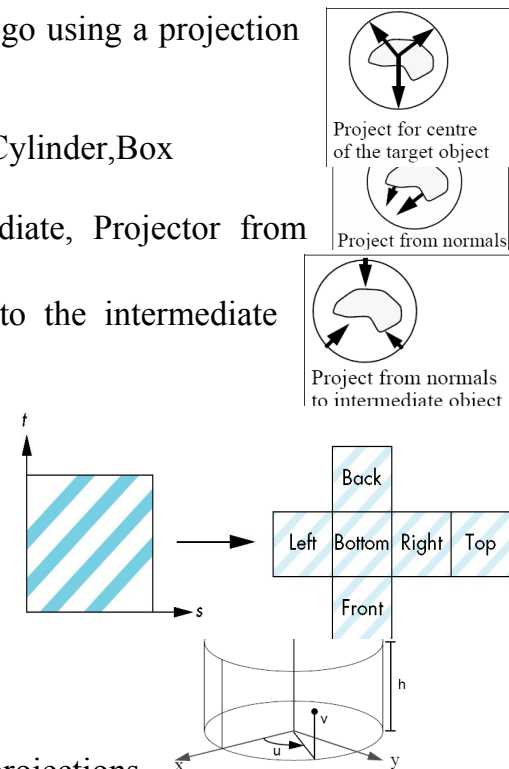 go using a projection
Project for centre
of the target object
Cylinder,Box
diate, Projector from
Project from normals
to the intermediate
Project from normals
to intermediate object
t
Back
Left Bottom Right Top
Front
s
h
v
u
x y
rojections